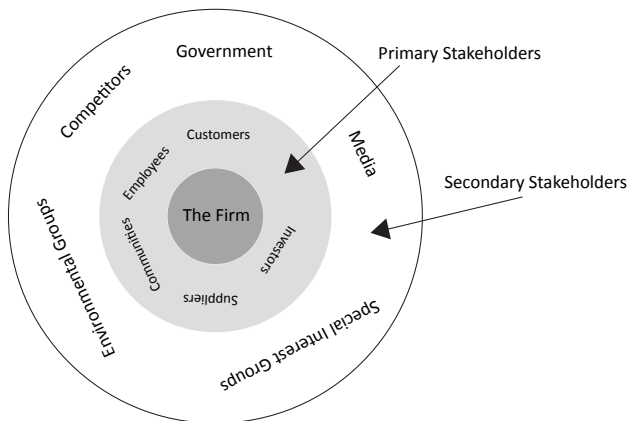 Government
Primary Stakeholders
Competitors
Customers
Media
Employees
Secondary Stakeholders
The Firm
Environmental Groups
Communities
Investors
Suppliers
Special Interest Groups